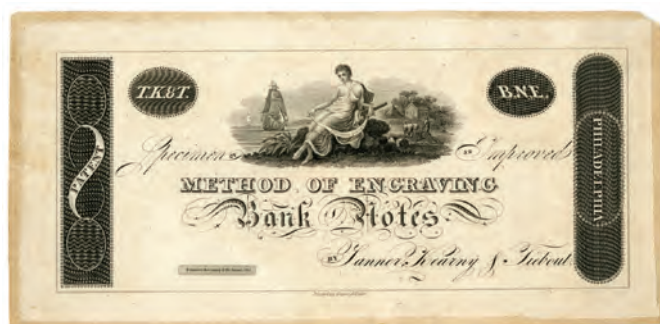 T.K&T.
B.N.E.
PATENT
Specimen of Improved
METHOD OF ENGRAVING
Bank Notes
BY Tanner, Kearny & Tiebout
PHILADELPHIA